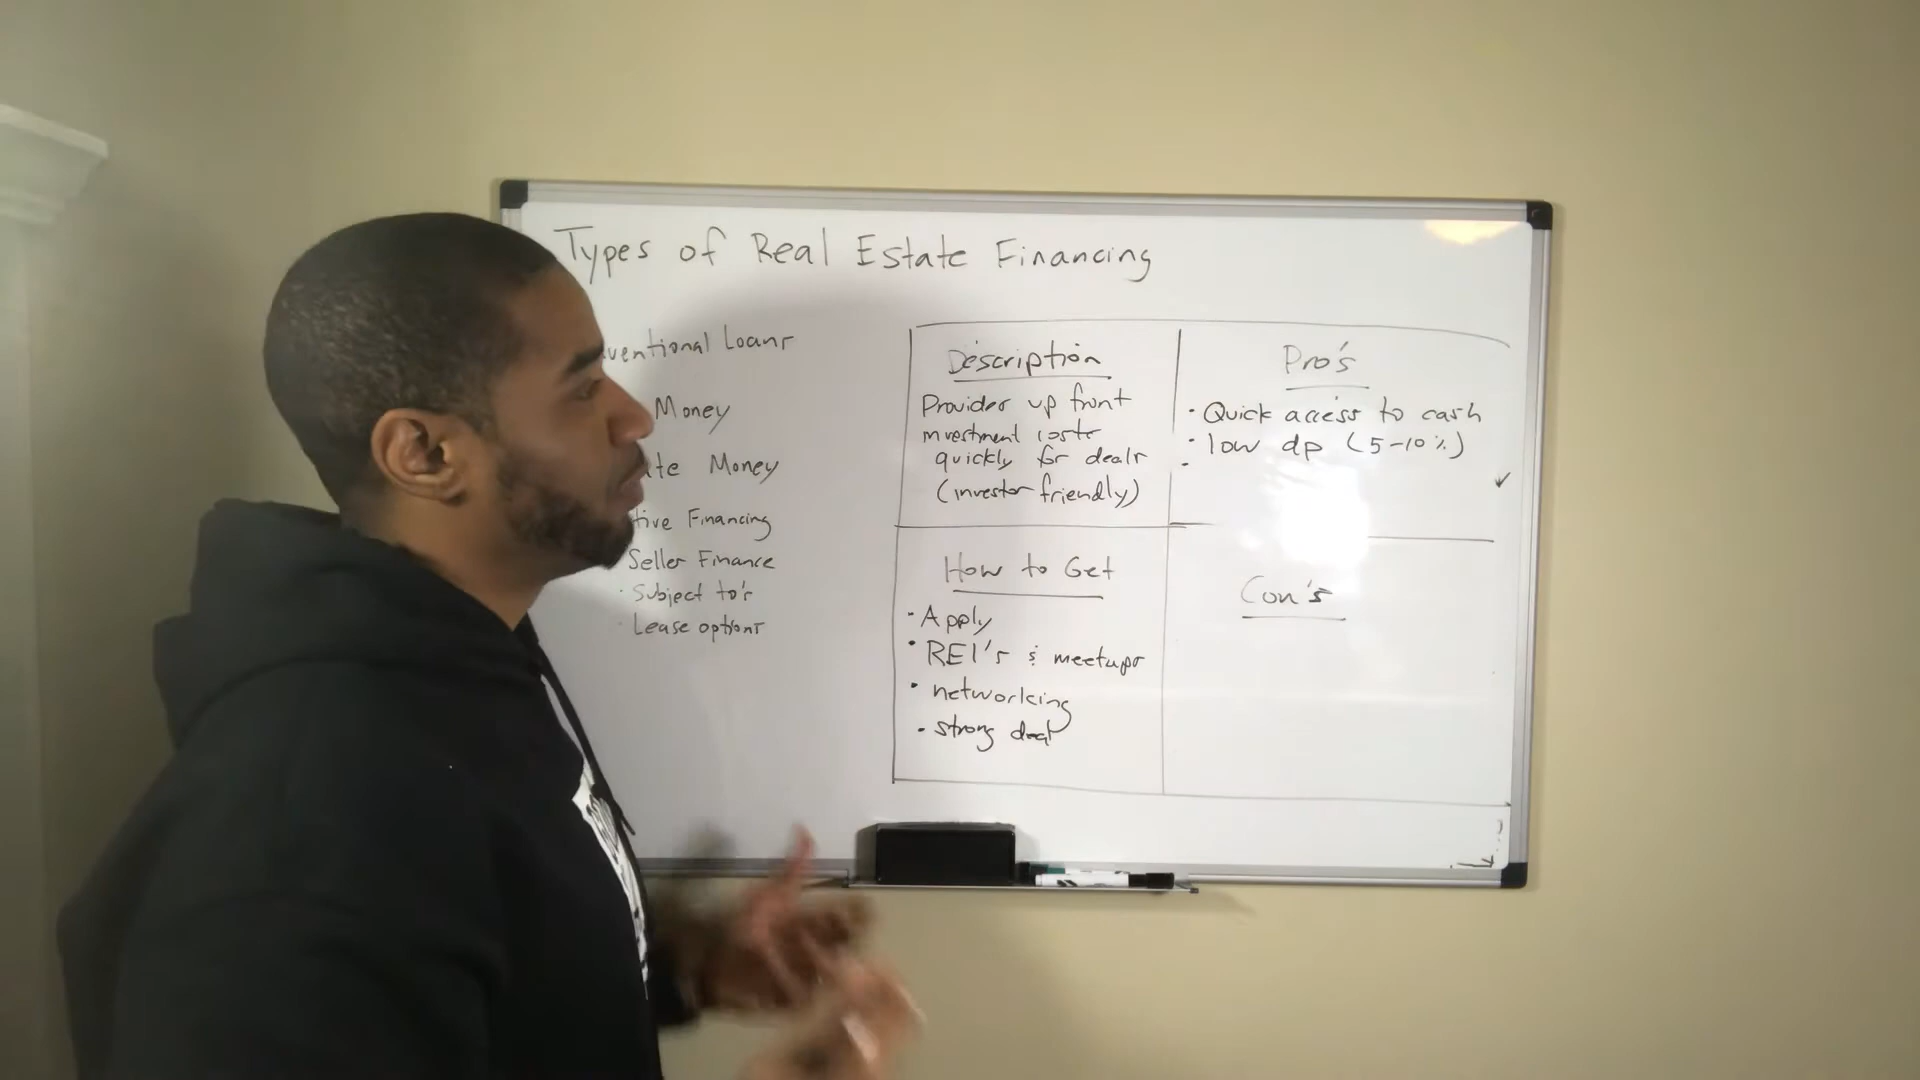 Types of Real Estate Financing
ventional Loans
Money
te Money
tive Financing
Seller Finance
· Subject to's
· Lease options
Description
Provides up front
investment costs
quickly for deals
(investor friendly)
Pro's
· Quick access to cash
· low dp (5-10%)
How to Get
· Apply
· REI's & meetups
· networking
· strong deal
Con's